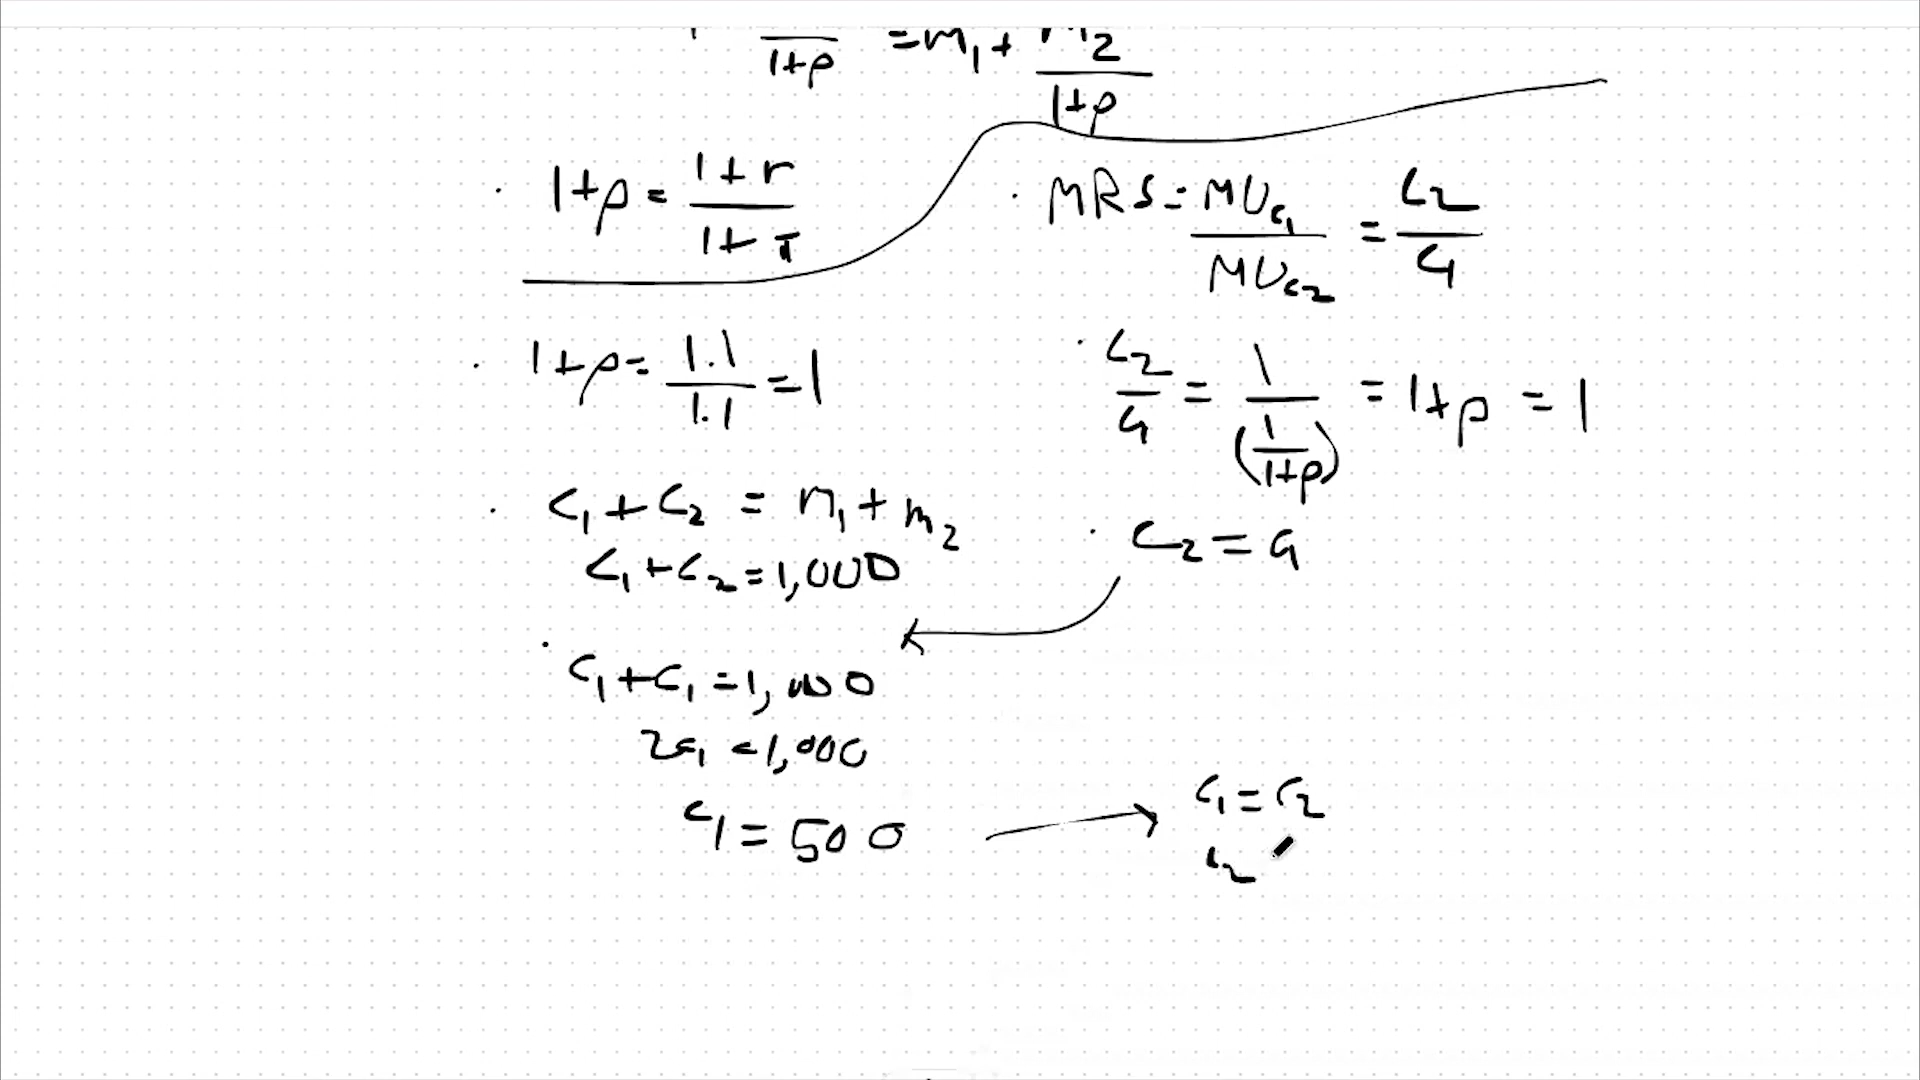 1+ρ = m₁ + m₂
1+ρ
· 1+ρ = 1+r
1+π
· MRS = MU_c₁ = c₂
MU_c₂ c₁
· 1+ρ = 1.1 = 1
1.1
· c₂ = 1 = 1+ρ = 1
c₁ (1
1+ρ)
· c₁ + c₂ = m₁ + m₂
c₁ + c₂ = 1,000
· c₂ = c₁
· c₁ + c₁ = 1,000
2c₁ = 1,000
c₁ = 500
c₁ = c₂
c₂